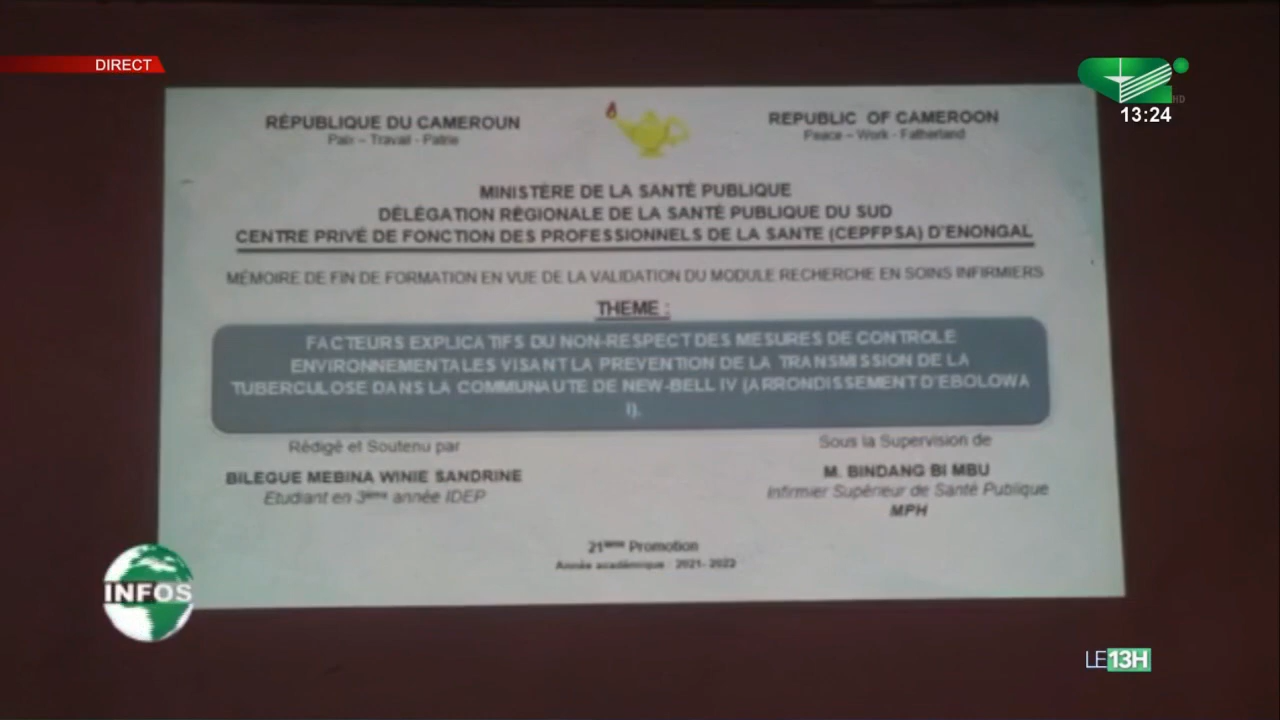 DIRECT
HD
13:24
RÉPUBLIQUE DU CAMEROUN
Paix – Travail - Patrie
REPUBLIC OF CAMEROON
Peace – Work - Fatherland
MINISTÈRE DE LA SANTÉ PUBLIQUE
DÉLÉGATION RÉGIONALE DE LA SANTÉ PUBLIQUE DU SUD
CENTRE PRIVÉ DE FONCTION DES PROFESSIONNELS DE LA SANTE (CEPFPSA) D'ENONGAL
MÉMOIRE DE FIN DE FORMATION EN VUE DE LA VALIDATION DU MODULE RECHERCHE EN SOINS INFIRMIERS
THEME :
FACTEURS EXPLICATIFS DU NON-RESPECT DES MESURES DE CONTROLE
ENVIRONNEMENTALES VISANT LA PREVENTION DE LA TRANSMISSION DE LA
TUBERCULOSE DANS LA COMMUNAUTE DE NEW-BELL IV (ARRONDISSEMENT D'EBOLOWA
I).
Rédigé et Soutenu par
BILEGUE MEBINA WINIE SANDRINE
Etudiant en 3ème année IDEP
Sous la Supervision de
M. BINDANG BI MBU
Infirmier Supérieur de Santé Publique
MPH
21ème Promotion
Année académique : 2021- 2022
INFOS
LE 13H